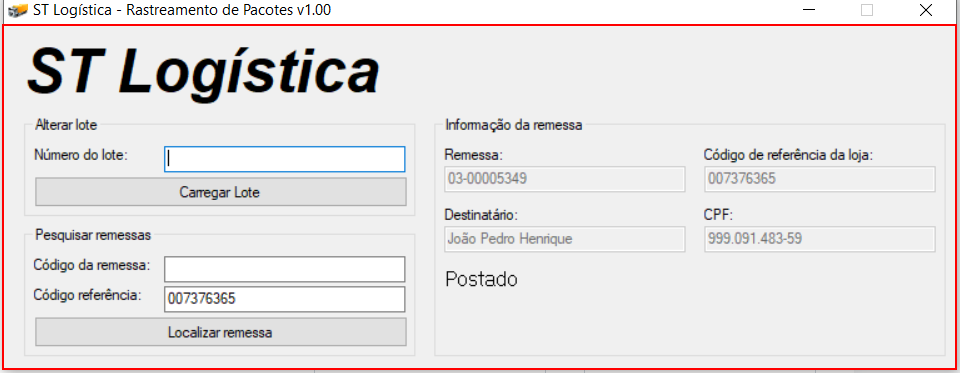 ST Logística - Rastreamento de Pacotes v1.00
ST Logística
Alterar lote
Número do lote:
Carregar Lote
Pesquisar remessas
Código da remessa:
Código referência: 007376365
Localizar remessa
Informação da remessa
Remessa: Código de referência da loja:
03-00005349 007376365
Destinatário: CPF:
João Pedro Henrique 999.091.483-59
Postado